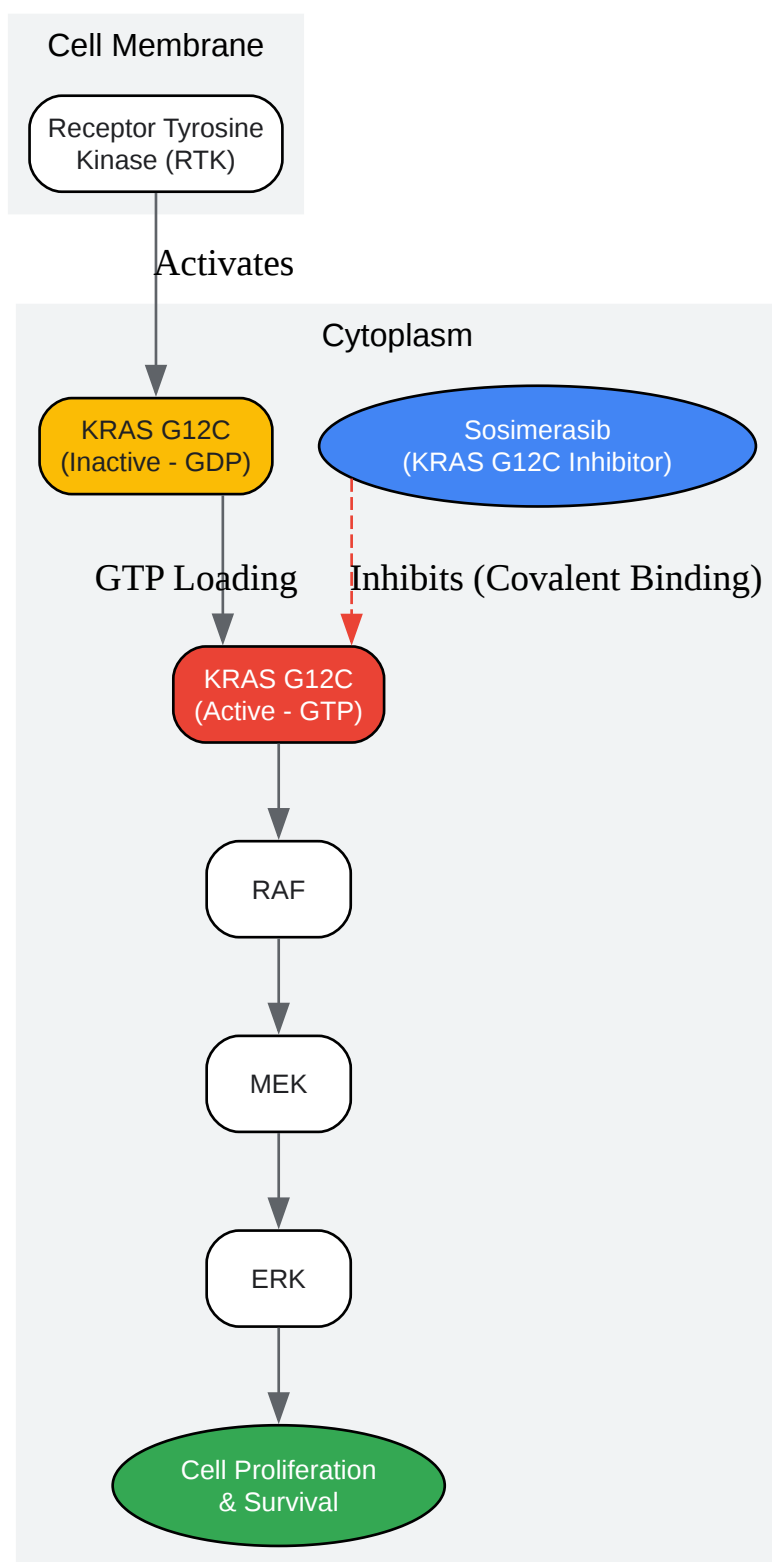 Cell Membrane
Receptor Tyrosine
Kinase (RTK)
Activates
Cytoplasm
KRAS G12C
(Inactive - GDP)
Sosimerasib
(KRAS G12C Inhibitor)
GTP Loading
Inhibits (Covalent Binding)
KRAS G12C
(Active - GTP)
RAF
MEK
ERK
Cell Proliferation
& Survival